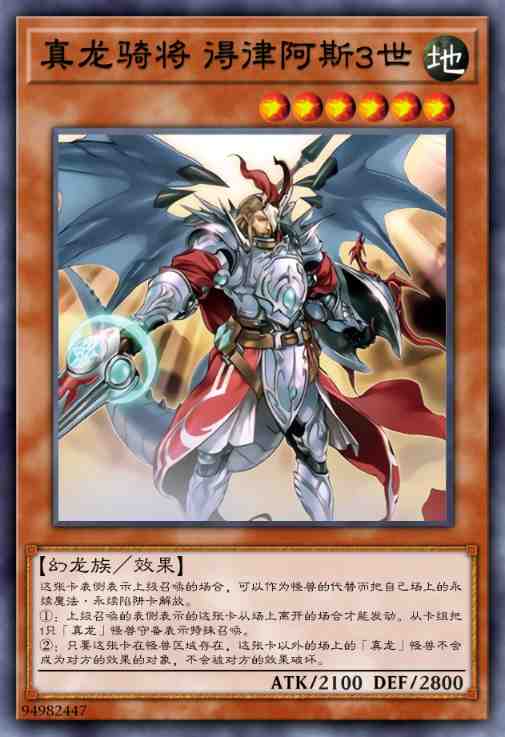 真龙骑将 得律阿斯3世
地
【幻龙族／效果】
这张卡表侧表示上级召唤的场合，可以作为怪兽的代替而把自己场上的永
续魔法·永续陷阱卡解放。
①：上级召唤的表侧表示的这张卡从场上离开的场合才能发动。从卡组把
1只「真龙」怪兽守备表示特殊召唤。
②：只要这张卡在怪兽区域存在，这张卡以外的场上的「真龙」怪兽不会
成为对方的效果的对象，不会被对方的效果破坏。
ATK/2100 DEF/2800
94982447